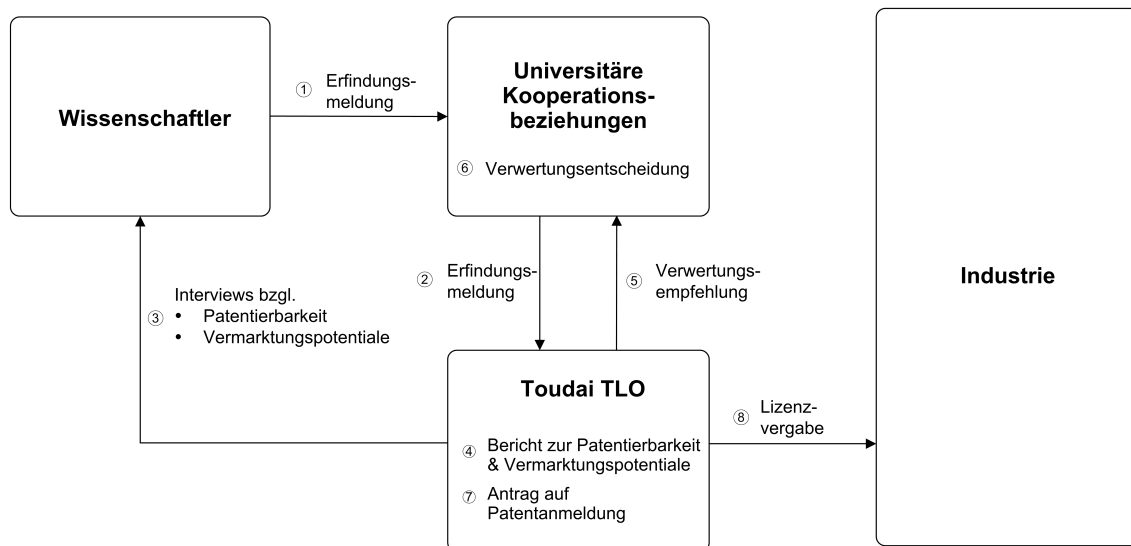 Wissenschaftler
① Erfindungs-
meldung
Universitäre
Kooperations-
beziehungen
⑥ Verwertungsentscheidung
② Erfindungs-
meldung
⑤ Verwertungs-
empfehlung
③ Interviews bzgl.
• Patentierbarkeit
• Vermarktungspotentiale
Toudai TLO
④ Bericht zur Patentierbarkeit
& Vermarktungspotentiale
⑦ Antrag auf
Patentanmeldung
⑧ Lizenz-
vergabe
Industrie